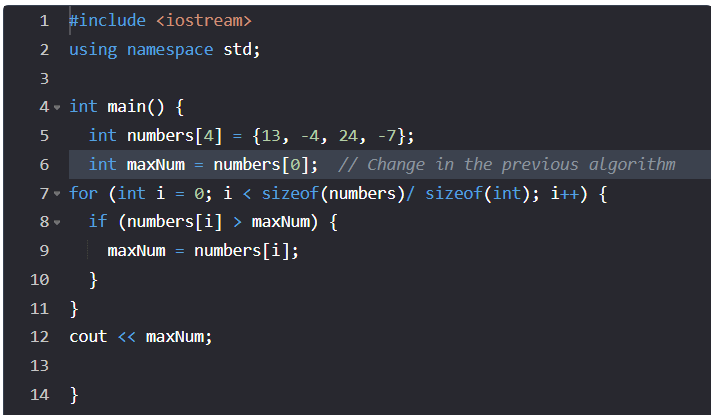 1 #include <iostream>
2 using namespace std;
3
4 int main() {
5   int numbers[4] = {13, -4, 24, -7};
6   int maxNum = numbers[0];  // Change in the previous algorithm
7 for (int i = 0; i < sizeof(numbers)/ sizeof(int); i++) {
8   if (numbers[i] > maxNum) {
9     maxNum = numbers[i];
10   }
11 }
12 cout << maxNum;
13
14 }